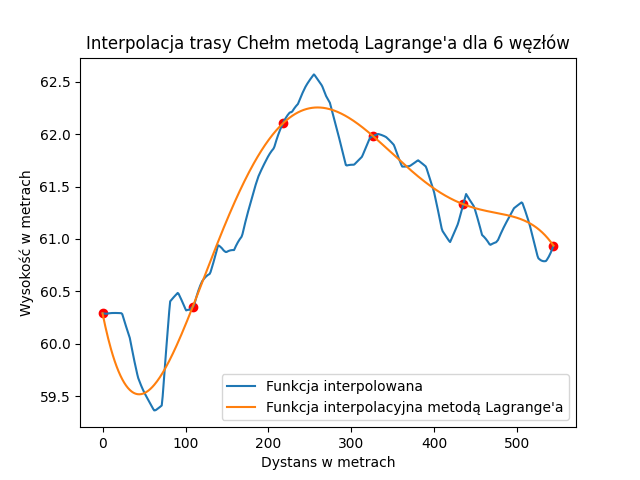 Interpolacja trasy Chełm metodą Lagrange'a dla 6 węzłów
62.5
62.0
61.5
61.0
60.5
60.0
59.5
Wysokość w metrach
Funkcja interpolowana
Funkcja interpolacyjna metodą Lagrange'a
0
100
200
300
400
500
Dystans w metrach